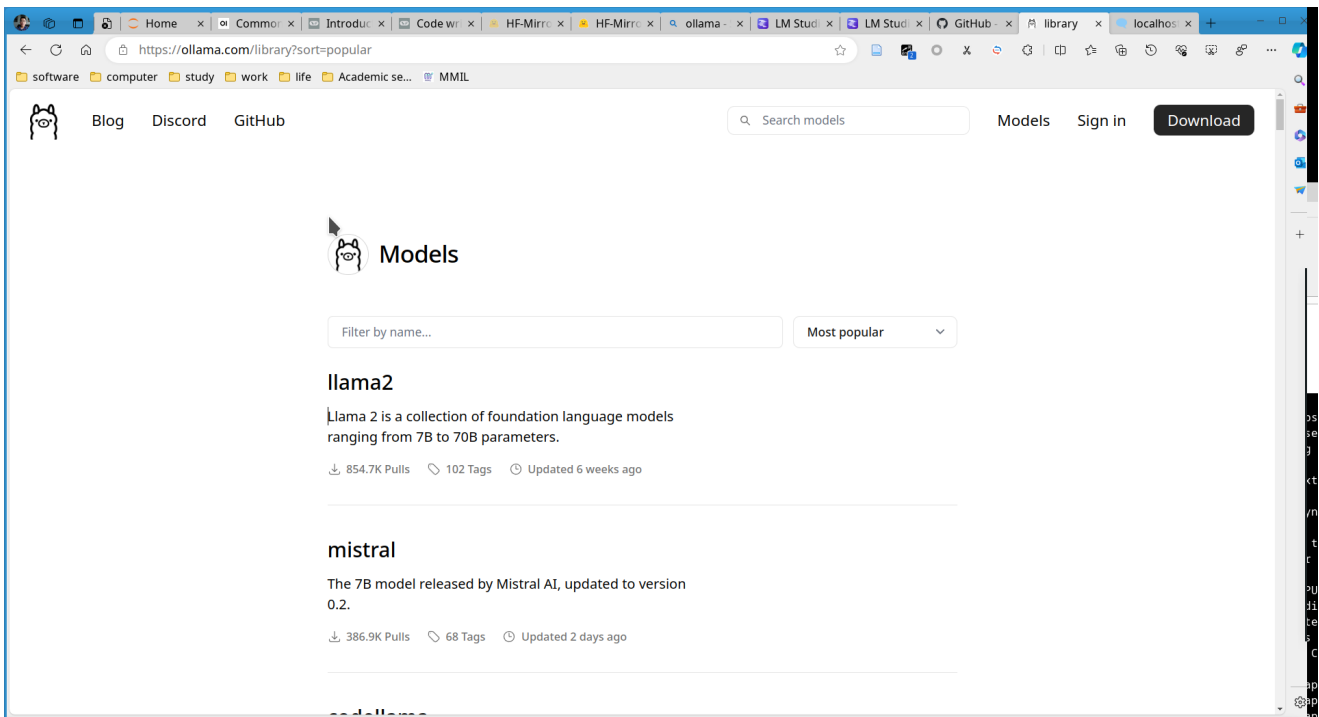 Home
Common
Introduc
Code wr
HF-Mirro
HF-Mirro
ollama -
LM Studi
LM Studi
GitHub -
library
localhos
https://ollama.com/library?sort=popular
software computer study work life Academic se... MMIL
Blog Discord GitHub Search models Models Sign in Download
Models
Filter by name... Most popular
llama2
Llama 2 is a collection of foundation language models
ranging from 7B to 70B parameters.
854.7K Pulls 102 Tags Updated 6 weeks ago
mistral
The 7B model released by Mistral AI, updated to version
0.2.
386.9K Pulls 68 Tags Updated 2 days ago